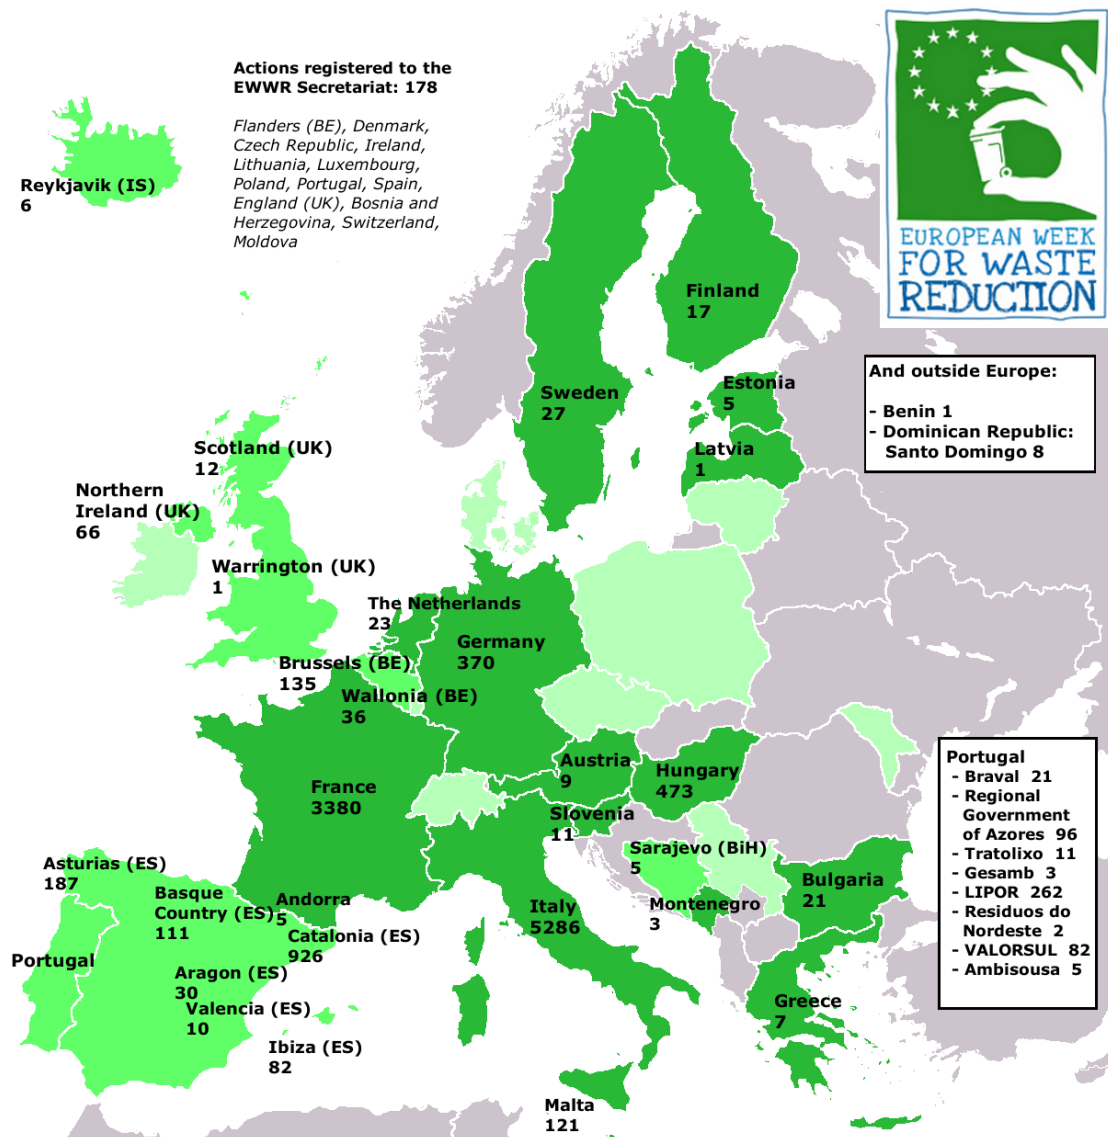 Actions registered to the
EWWR Secretariat: 178
Flanders (BE), Denmark,
Czech Republic, Ireland,
Lithuania, Luxembourg,
Poland, Portugal, Spain,
England (UK), Bosnia and
Herzegovina, Switzerland,
Moldova
EUROPEAN WEEK
FOR WASTE
REDUCTION
Reykjavik (IS)
6
Finland
17
And outside Europe:
- Benin 1
- Dominican Republic:
Santo Domingo 8
Sweden
27
Estonia
5
Latvia
1
Scotland (UK)
12
Northern
Ireland (UK)
66
Warrington (UK)
1
The Netherlands
23
Germany
370
Brussels (BE)
135
Wallonia (BE)
36
France
3380
Austria
9
Hungary
473
Slovenia
11
Sarajevo (BiH)
5
Montenegro
3
Bulgaria
21
Italy
5286
Greece
7
Malta
121
Asturias (ES)
187
Basque
Country (ES)
111
Andorra
5
Catalonia (ES)
926
Portugal
Aragon (ES)
30
Valencia (ES)
10
Ibiza (ES)
82
Portugal
- Braval 21
- Regional
Government
of Azores 96
- Tratolixo 11
- Gesamb 3
- LIPOR 262
- Residuos do
Nordeste 2
- VALORSUL 82
- Ambisousa 5